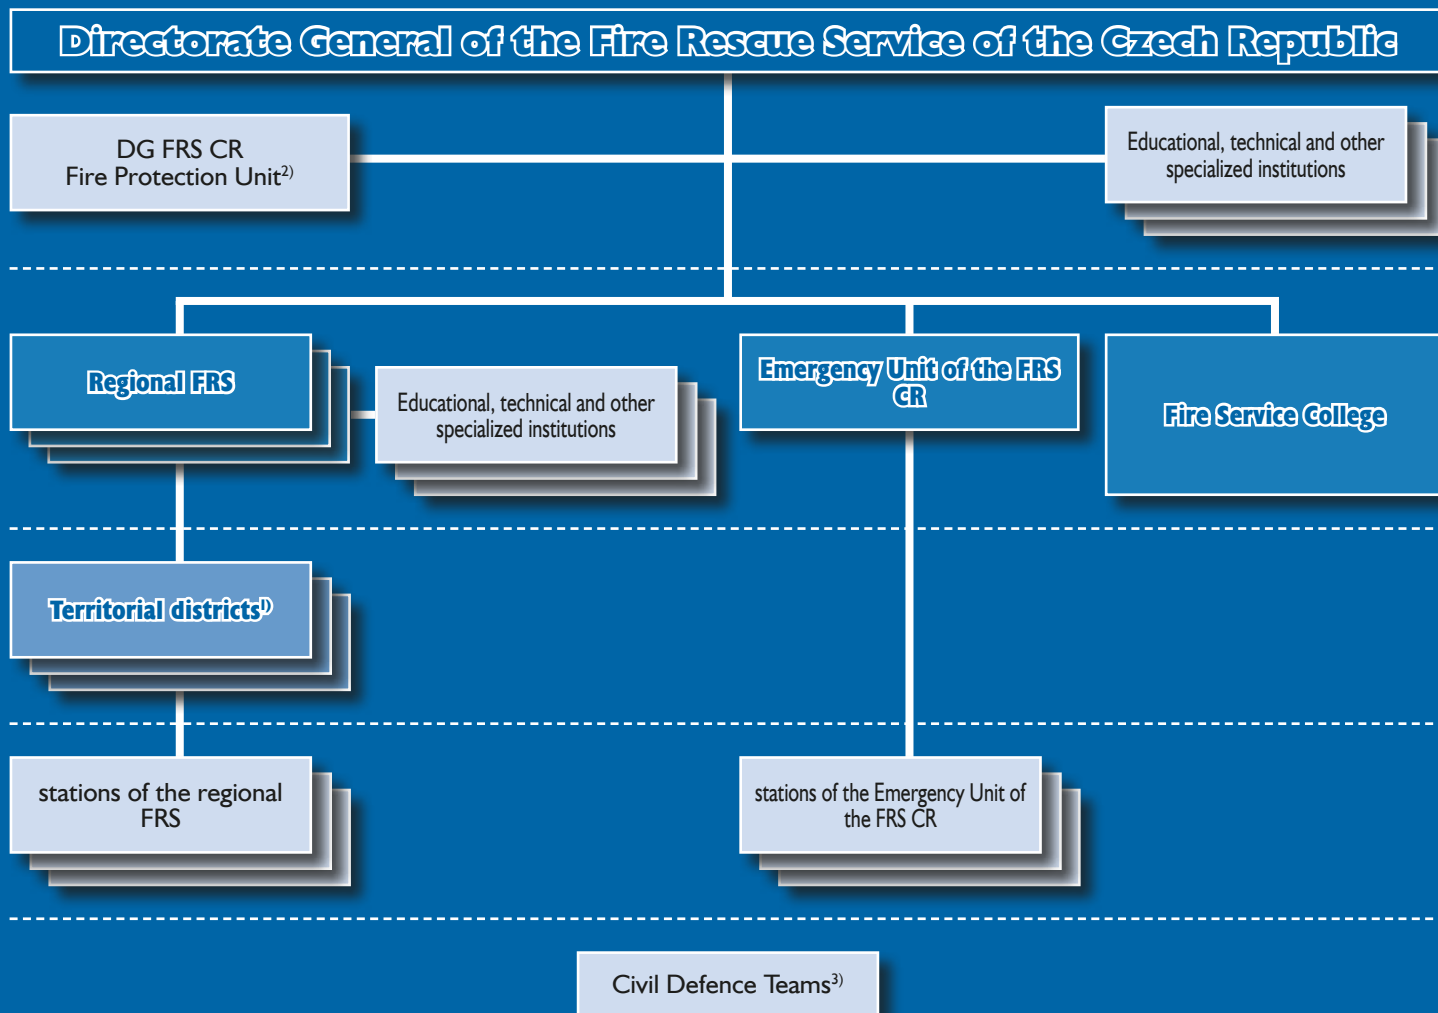 Directorate General of the Fire Rescue Service of the Czech Republic
DG FRS CR
Fire Protection Unit²⁾
Educational, technical and other
specialized institutions
Regional FRS
Educational, technical and other
specialized institutions
Emergency Unit of the FRS
CR
Fire Service College
Territorial districts¹⁾
stations of the regional
FRS
stations of the Emergency Unit of
the FRS CR
Civil Defence Teams³⁾